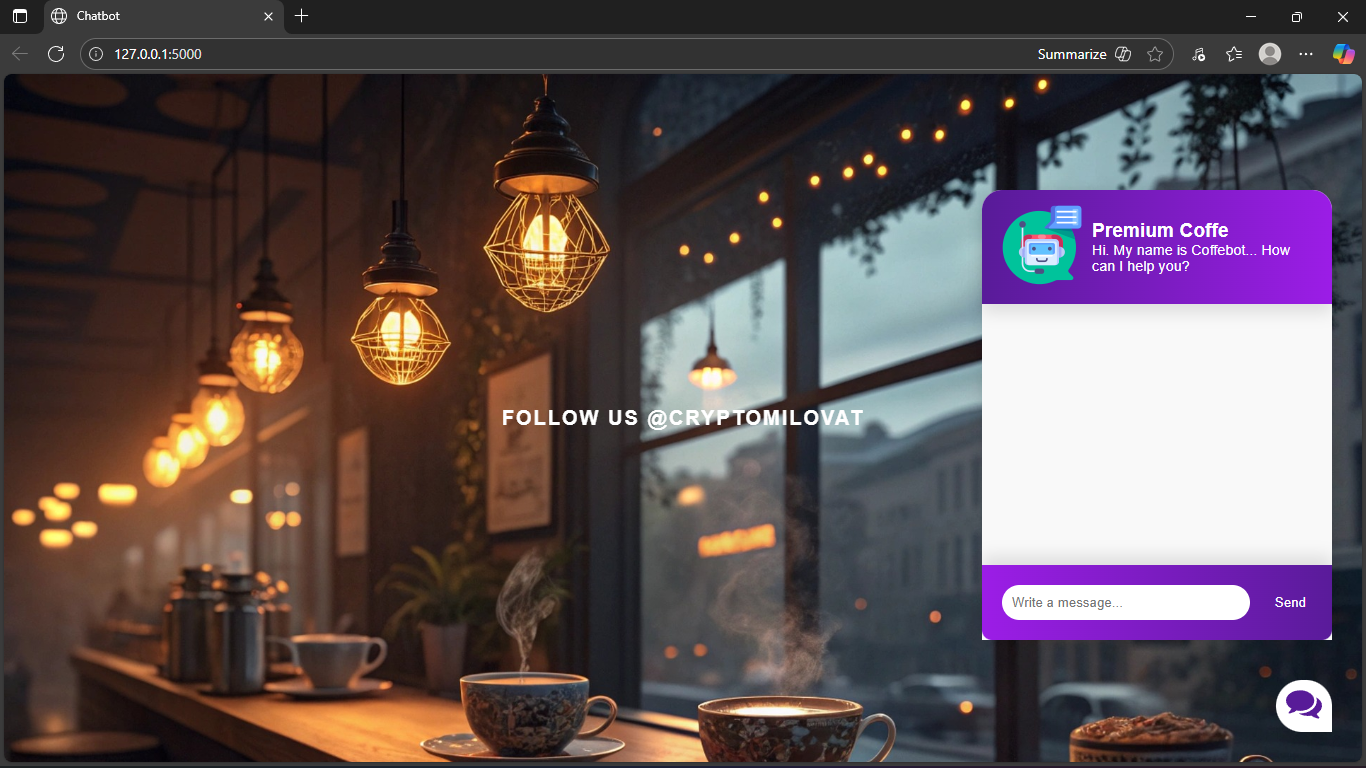 Chatbot
127.0.0.1:5000
Summarize
Premium Coffe
Hi. My name is Coffebot... How
can I help you?
FOLLOW US @CRYPTOMILOVAT
Write a message...
Send